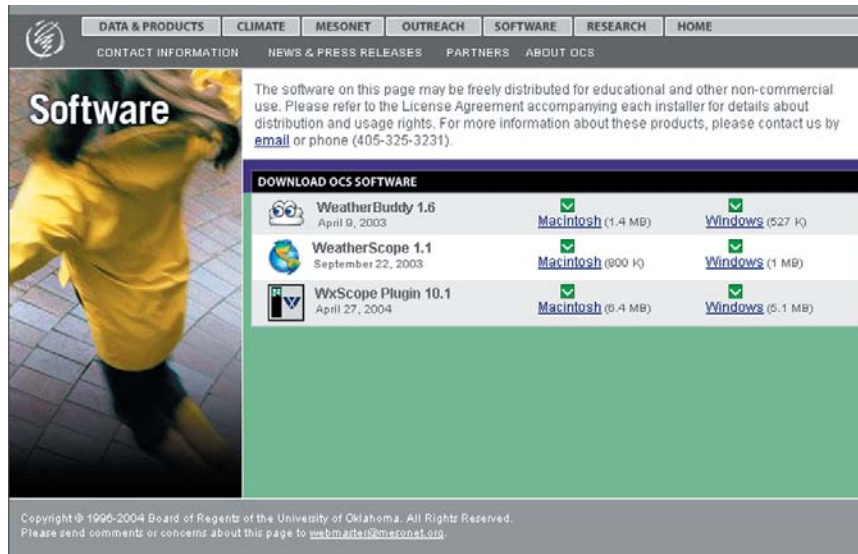 DATA & PRODUCTS CLIMATE MESONET OUTREACH SOFTWARE RESEARCH HOME
CONTACT INFORMATION NEWS & PRESS RELEASES PARTNERS ABOUT OCS
Software
The software on this page may be freely distributed for educational and other non-commercial
use. Please refer to the License Agreement accompanying each installer for details about
distribution and usage rights. For more information about these products, please contact us by
email or phone (405-325-3231).
DOWNLOAD OCS SOFTWARE
WeatherBuddy 1.6
April 9, 2003
Macintosh (1.4 MB) Windows (527 K)
WeatherScope 1.1
September 22, 2003
Macintosh (900 K) Windows (1 MB)
WxScope Plugin 10.1
April 27, 2004
Macintosh (6.4 MB) Windows (5.1 MB)
Copyright © 1996-2004 Board of Regents of the University of Oklahoma. All Rights Reserved.
Please send comments or concerns about this page to webmaster@mesonet.org.